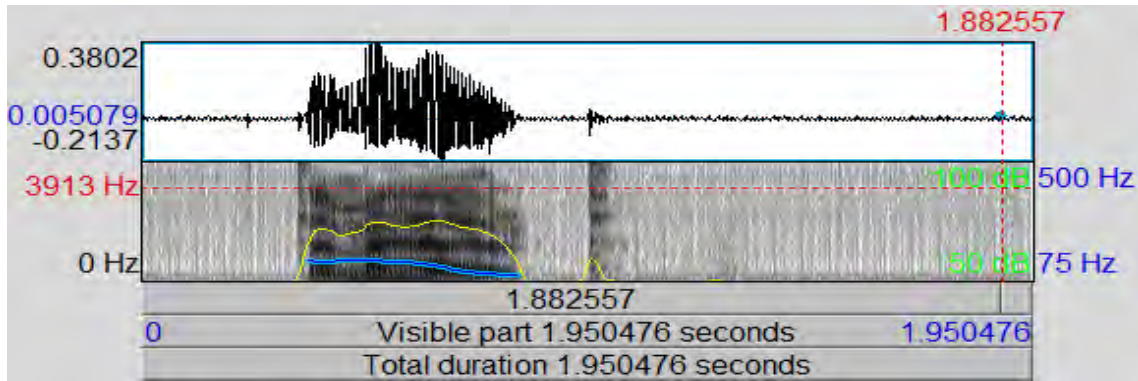 1.882557
0.3802
0.005079
-0.2137
3913 Hz 100 dB 500 Hz
0 Hz 50 dB 75 Hz
1.882557
0 Visible part 1.950476 seconds 1.950476
Total duration 1.950476 seconds